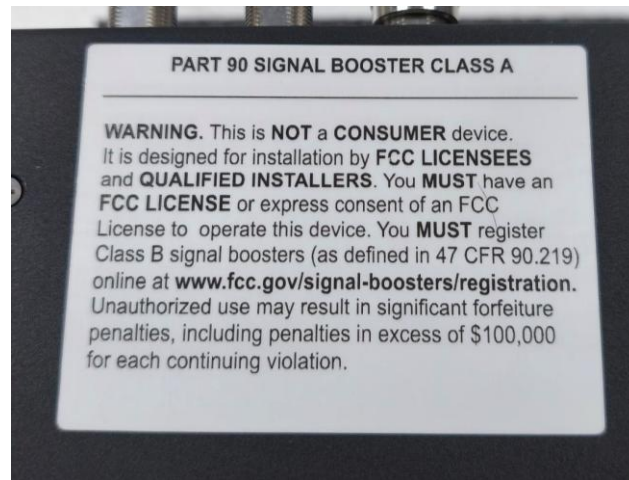 PART 90 SIGNAL BOOSTER CLASS A
WARNING. This is NOT a CONSUMER device.
It is designed for installation by FCC LICENSEES
and QUALIFIED INSTALLERS. You MUST have an
FCC LICENSE or express consent of an FCC
License to operate this device. You MUST register
Class B signal boosters (as defined in 47 CFR 90.219)
online at www.fcc.gov/signal-boosters/registration.
Unauthorized use may result in significant forfeiture
penalties, including penalties in excess of $100,000
for each continuing violation.